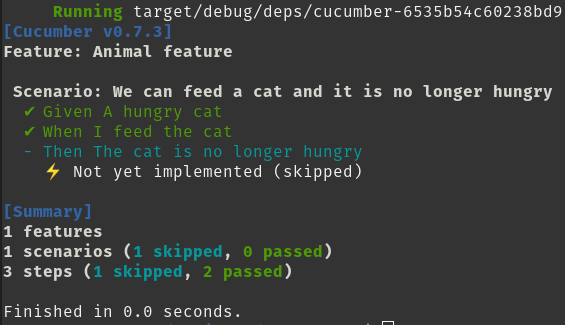 Running target/debug/deps/cucumber-6535b54c60238bd9
[Cucumber v0.7.3]
Feature: Animal feature
Scenario: We can feed a cat and it is no longer hungry
✔ Given A hungry cat
✔ When I feed the cat
- Then The cat is no longer hungry
⚡ Not yet implemented (skipped)
[Summary]
1 features
1 scenarios (1 skipped, 0 passed)
3 steps (1 skipped, 2 passed)
Finished in 0.0 seconds.